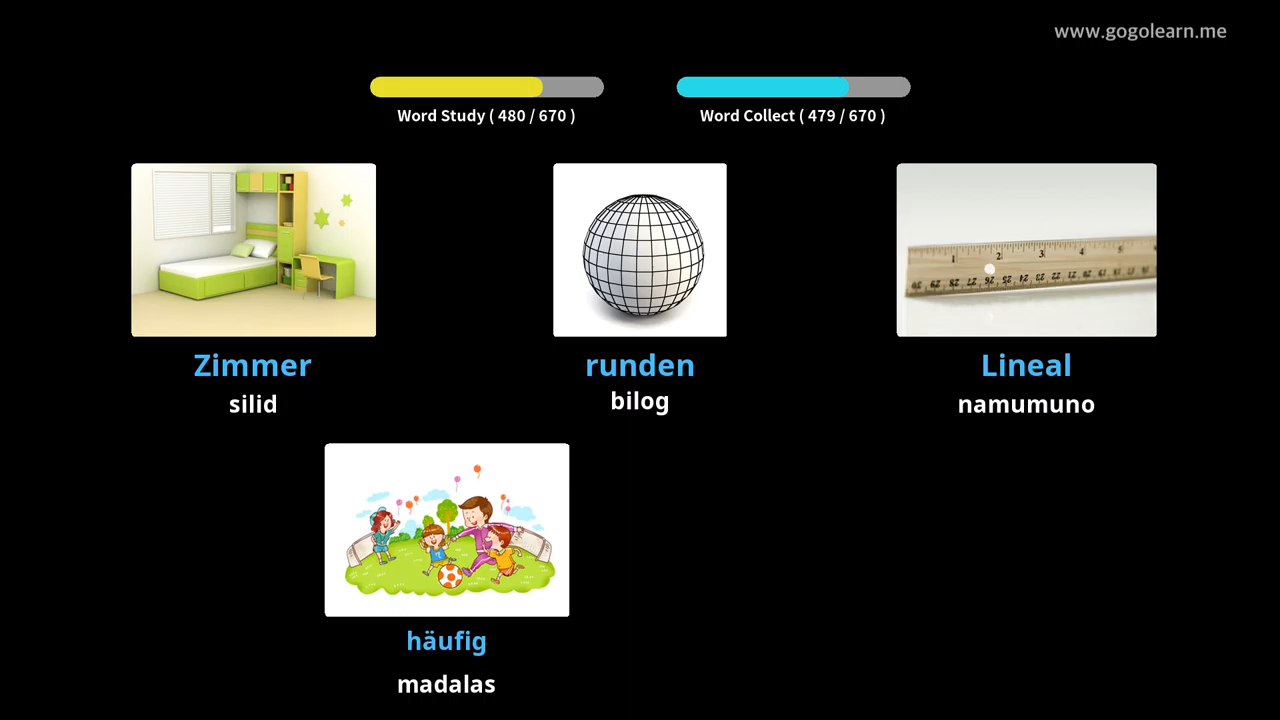 www.gogolearn.me
Word Study ( 480 / 670 )
Word Collect ( 479 / 670 )
Zimmer
silid
runden
bilog
Lineal
namumuno
häufig
madalas